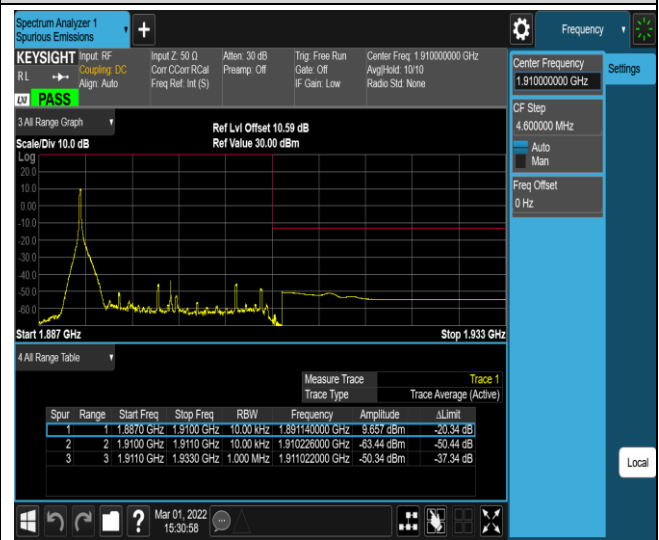 Spectrum Analyzer 1
Spurious Emissions
Frequency
KEYSIGHT
RL
LXI
PASS
Input: RF
Coupling: DC
Align: Auto
Input Z: 50 Ω
Corr CCorr RCal
Freq Ref: Int (S)
Atten: 30 dB
Preamp: Off
Trig: Free Run
Gate: Off
IF Gain: Low
Center Freq: 1.910000000 GHz
Avg|Hold: 10/10
Radio Std: None
Center Frequency
1.910000000 GHz
Settings
CF Step
4.600000 MHz
Auto
Man
Freq Offset
0 Hz
3 All Range Graph
Scale/Div 10.0 dB
Ref Lvl Offset 10.59 dB
Ref Value 30.00 dBm
Log
20.0
10.0
0.00
-10.0
-20.0
-30.0
-40.0
-50.0
-60.0
Start 1.887 GHz
Stop 1.933 GHz
4 All Range Table
Measure Trace Trace 1
Trace Type Trace Average (Active)
Spur Range Start Freq Stop Freq RBW Frequency Amplitude ΔLimit
1 1 1.8870 GHz 1.9100 GHz 10.00 kHz 1.891140000 GHz 9.657 dBm -20.34 dB
2 2 1.9100 GHz 1.9110 GHz 10.00 kHz 1.910226000 GHz -63.44 dBm -50.44 dB
3 3 1.9110 GHz 1.9330 GHz 1.000 MHz 1.911022000 GHz -50.34 dBm -37.34 dB
Local
Mar 01, 2022
15:30:58